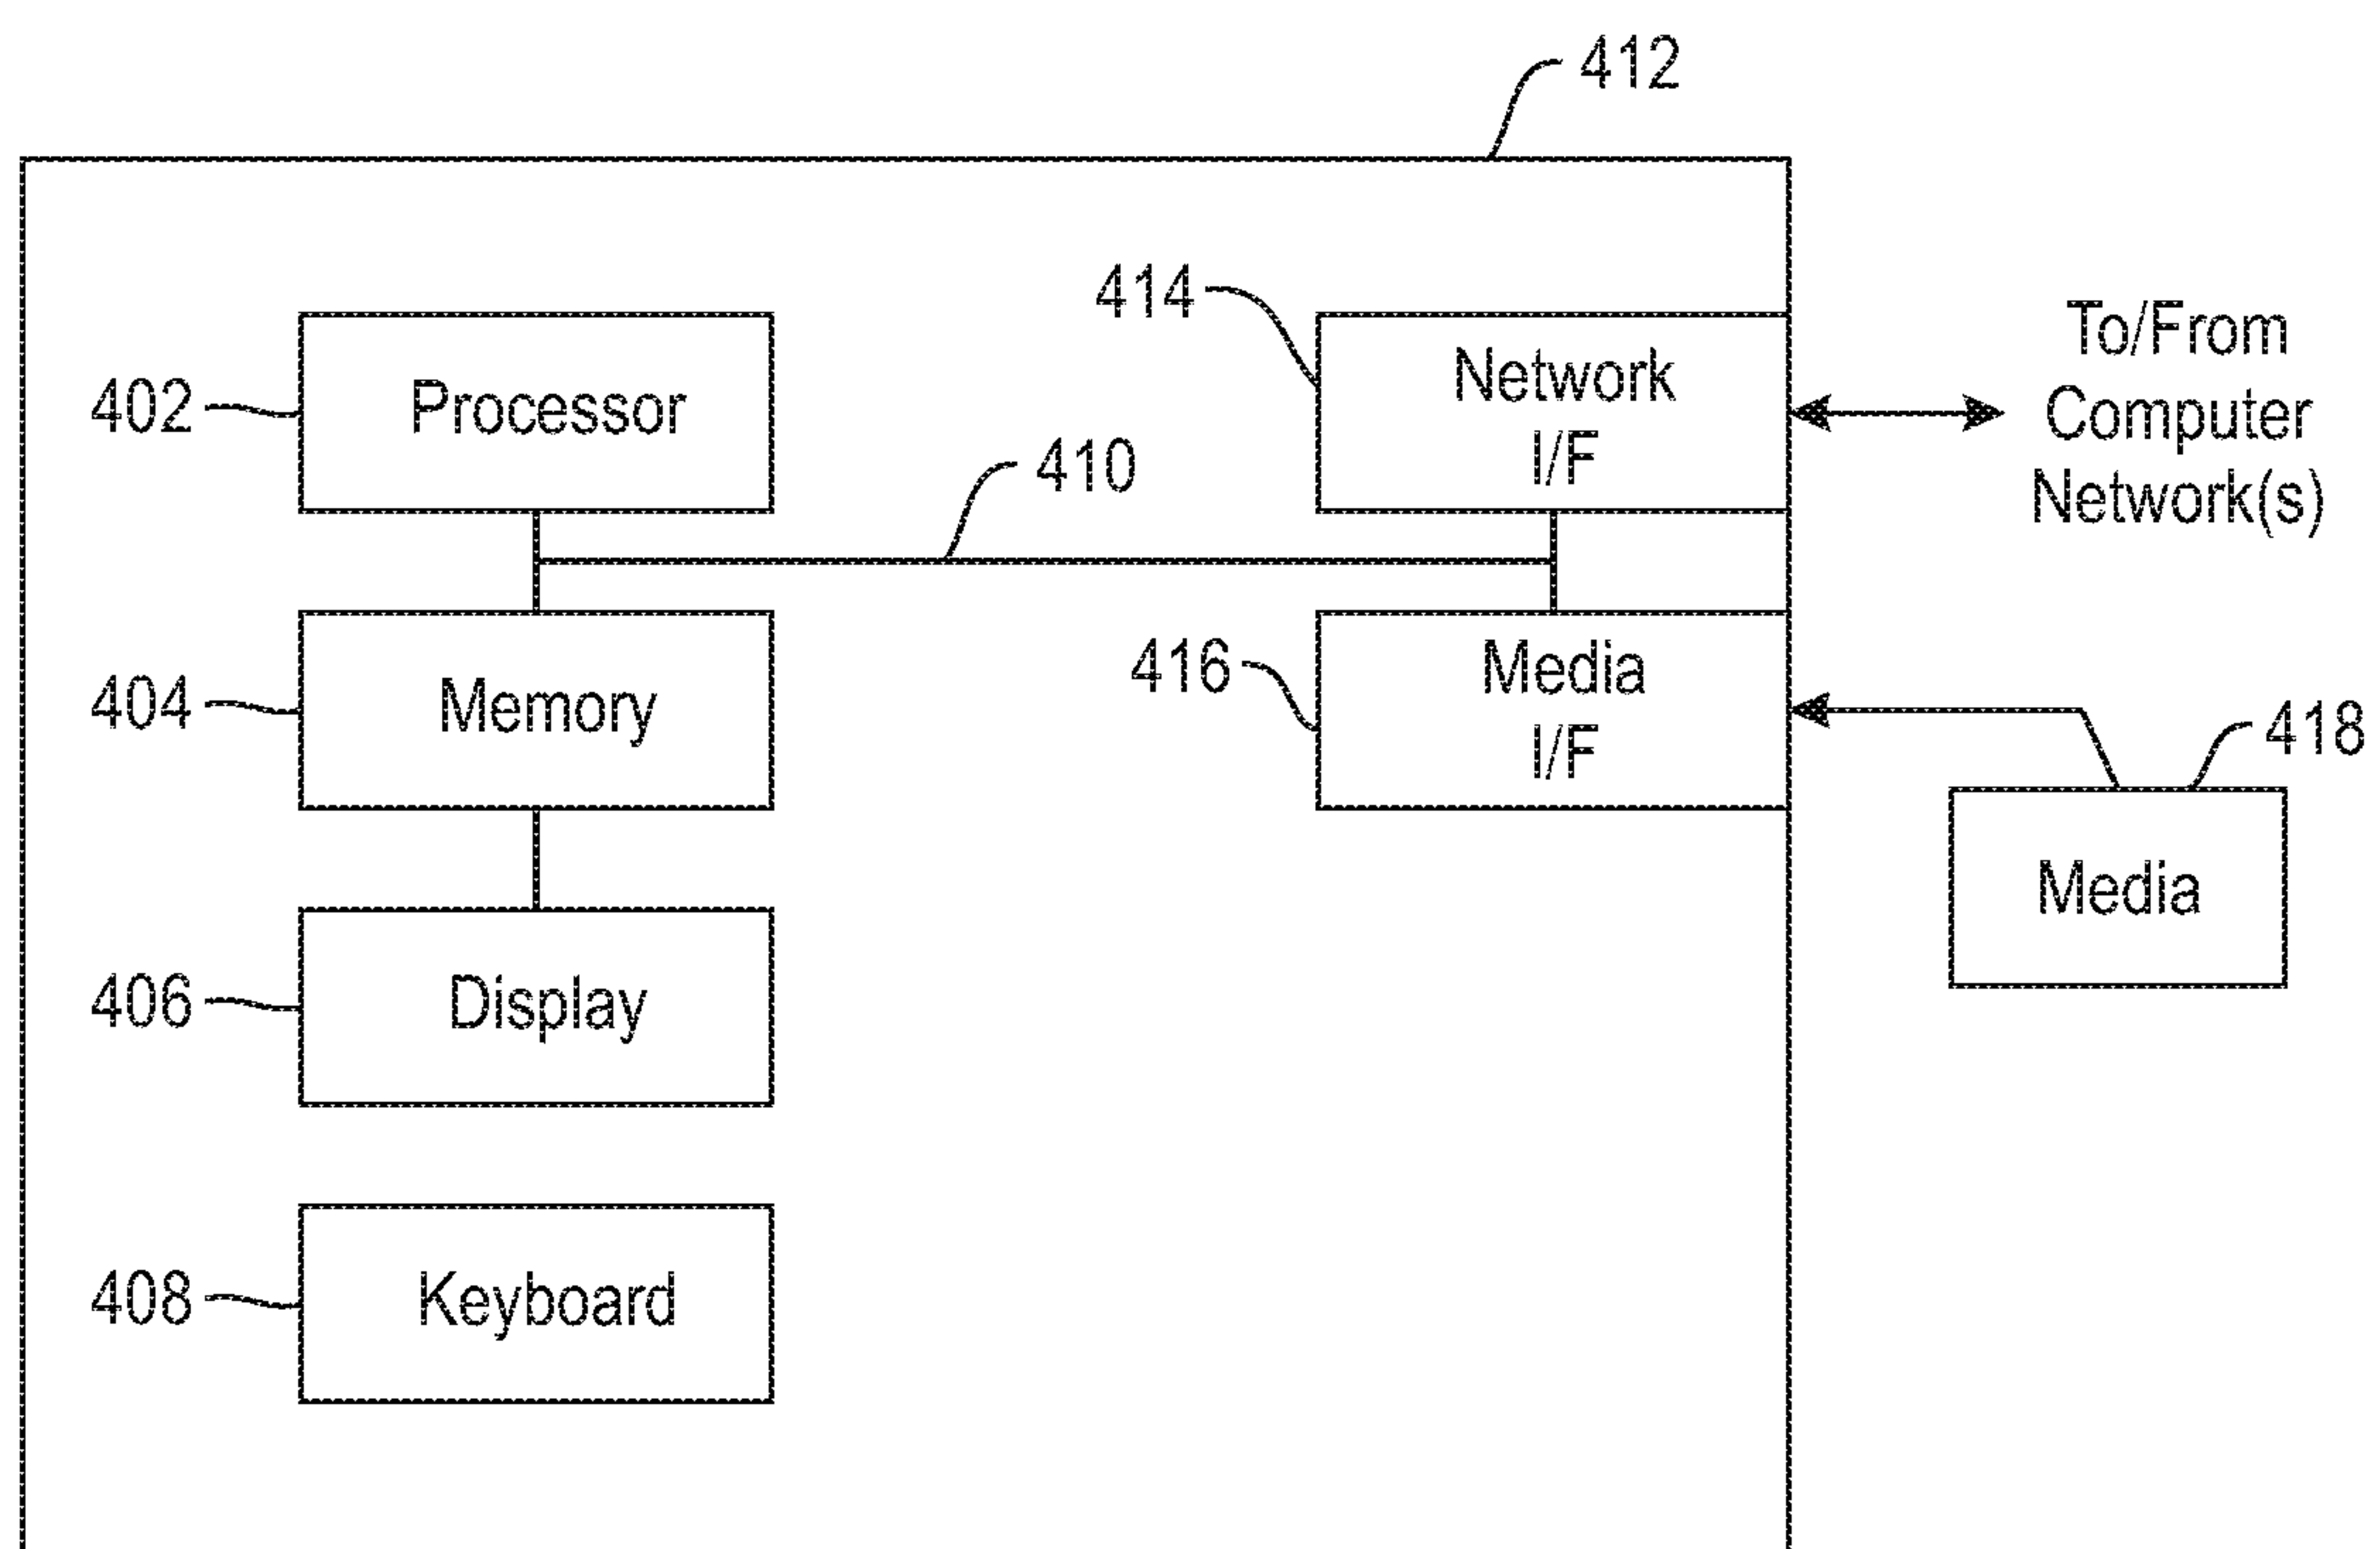 412
414
Network
I/F
To/From
Computer
Network(s)
402
Processor
410
416
Media
I/F
404
Memory
418
Media
406
Display
408
Keyboard